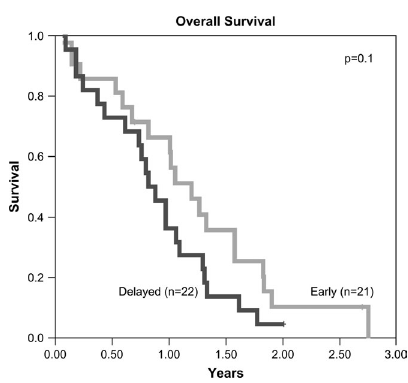 Overall Survival
p=0.1
Survival
1.0
0.8
0.6
0.4
0.2
0.0
Delayed (n=22)
Early (n=21)
0.00 0.50 1.00 1.50 2.00 2.50 3.00
Years